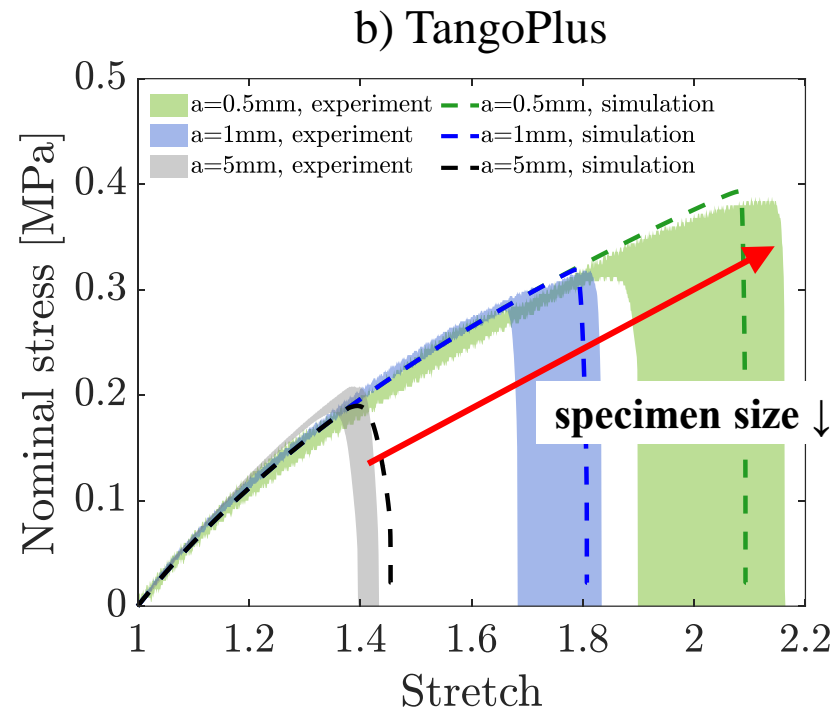 b) TangoPlus
0.5
a=0.5mm, experiment a=0.5mm, simulation
a=1mm, experiment a=1mm, simulation
a=5mm, experiment a=5mm, simulation
0.4
0.3
0.2
0.1
0
Nominal stress [MPa]
specimen size ↓
1 1.2 1.4 1.6 1.8 2 2.2
Stretch